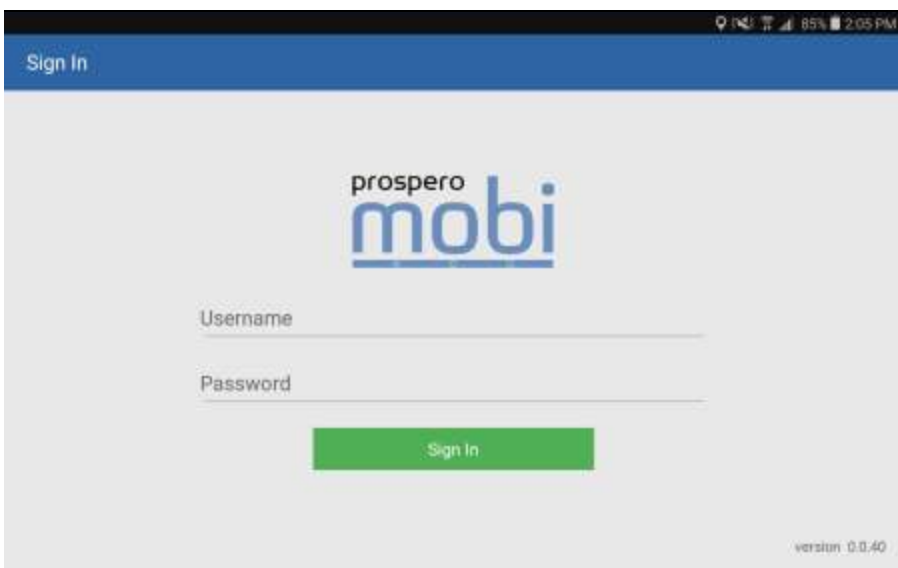 85% 2:05 PM
Sign In
prospero
mobi
Username
Password
Sign In
version 0.0.40